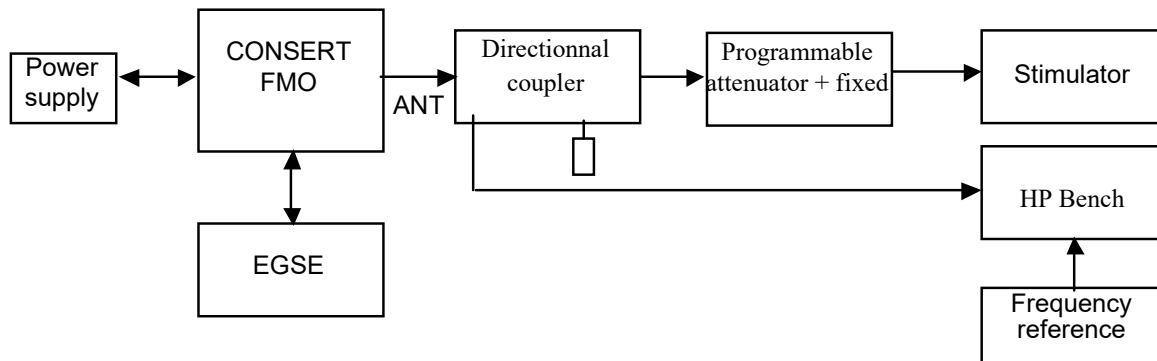 Power
supply
CONSERT
FMO
ANT
Directionnal
coupler
Programmable
attenuator + fixed
Stimulator
HP Bench
EGSE
Frequency
reference